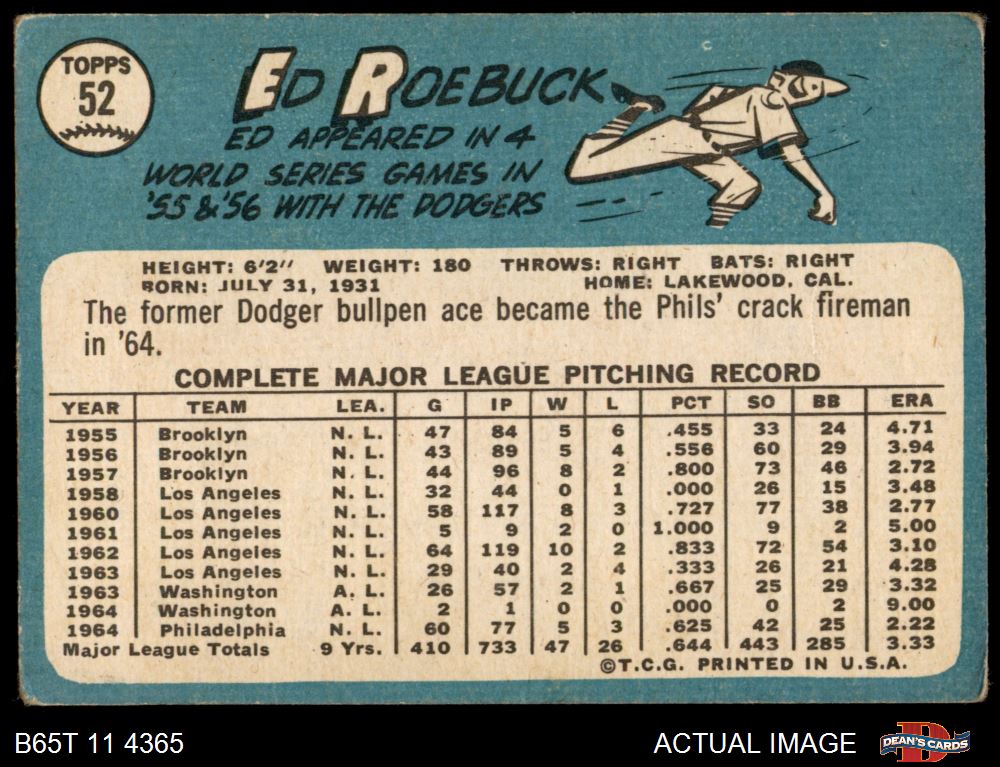 TOPPS
52
ED ROEBUCK
ED APPEARED IN 4
WORLD SERIES GAMES IN
'55 & '56 WITH THE DODGERS
HEIGHT: 6'2" WEIGHT: 180 THROWS: RIGHT BATS: RIGHT
BORN: JULY 31, 1931 HOME: LAKEWOOD, CAL.
The former Dodger bullpen ace became the Phils' crack fireman
in '64.
COMPLETE MAJOR LEAGUE PITCHING RECORD
YEAR TEAM LEA. G IP W L PCT SO BB ERA
1955 Brooklyn N. L. 47 84 5 6 .455 33 24 4.71
1956 Brooklyn N. L. 43 89 5 4 .556 60 29 3.94
1957 Brooklyn N. L. 44 96 8 2 .800 73 46 2.72
1958 Los Angeles N. L. 32 44 0 1 .000 26 15 3.48
1960 Los Angeles N. L. 58 117 8 3 .727 77 38 2.77
1961 Los Angeles N. L. 5 9 2 0 1.000 9 2 5.00
1962 Los Angeles N. L. 64 119 10 2 .833 72 54 3.10
1963 Los Angeles N. L. 29 40 2 4 .333 26 21 4.28
1963 Washington A. L. 26 57 2 1 .667 25 29 3.32
1964 Washington A. L. 2 1 0 0 .000 0 2 9.00
1964 Philadelphia N. L. 60 77 5 3 .625 42 25 2.22
Major League Totals 9 Yrs. 410 733 47 26 .644 443 285 3.33
©T.C.G. PRINTED IN U.S.A.
B65T 11 4365 ACTUAL IMAGE DEAN'S CARDS